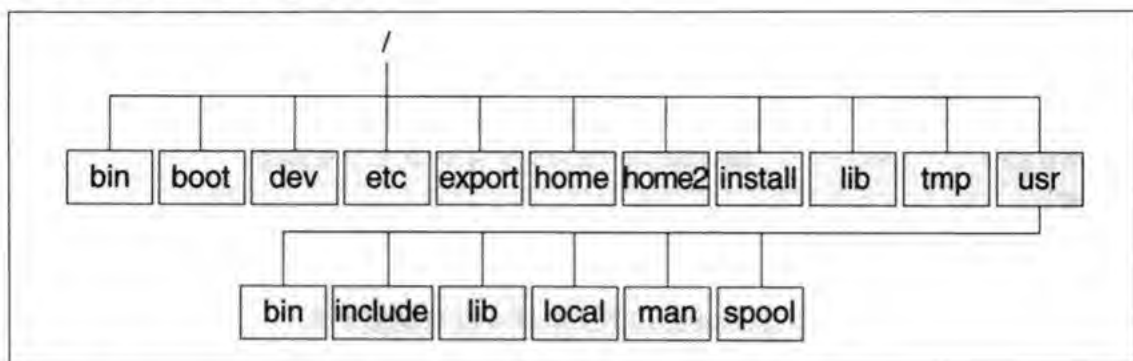 /
bin boot dev etc export home home2 install lib tmp usr
bin include lib local man spool